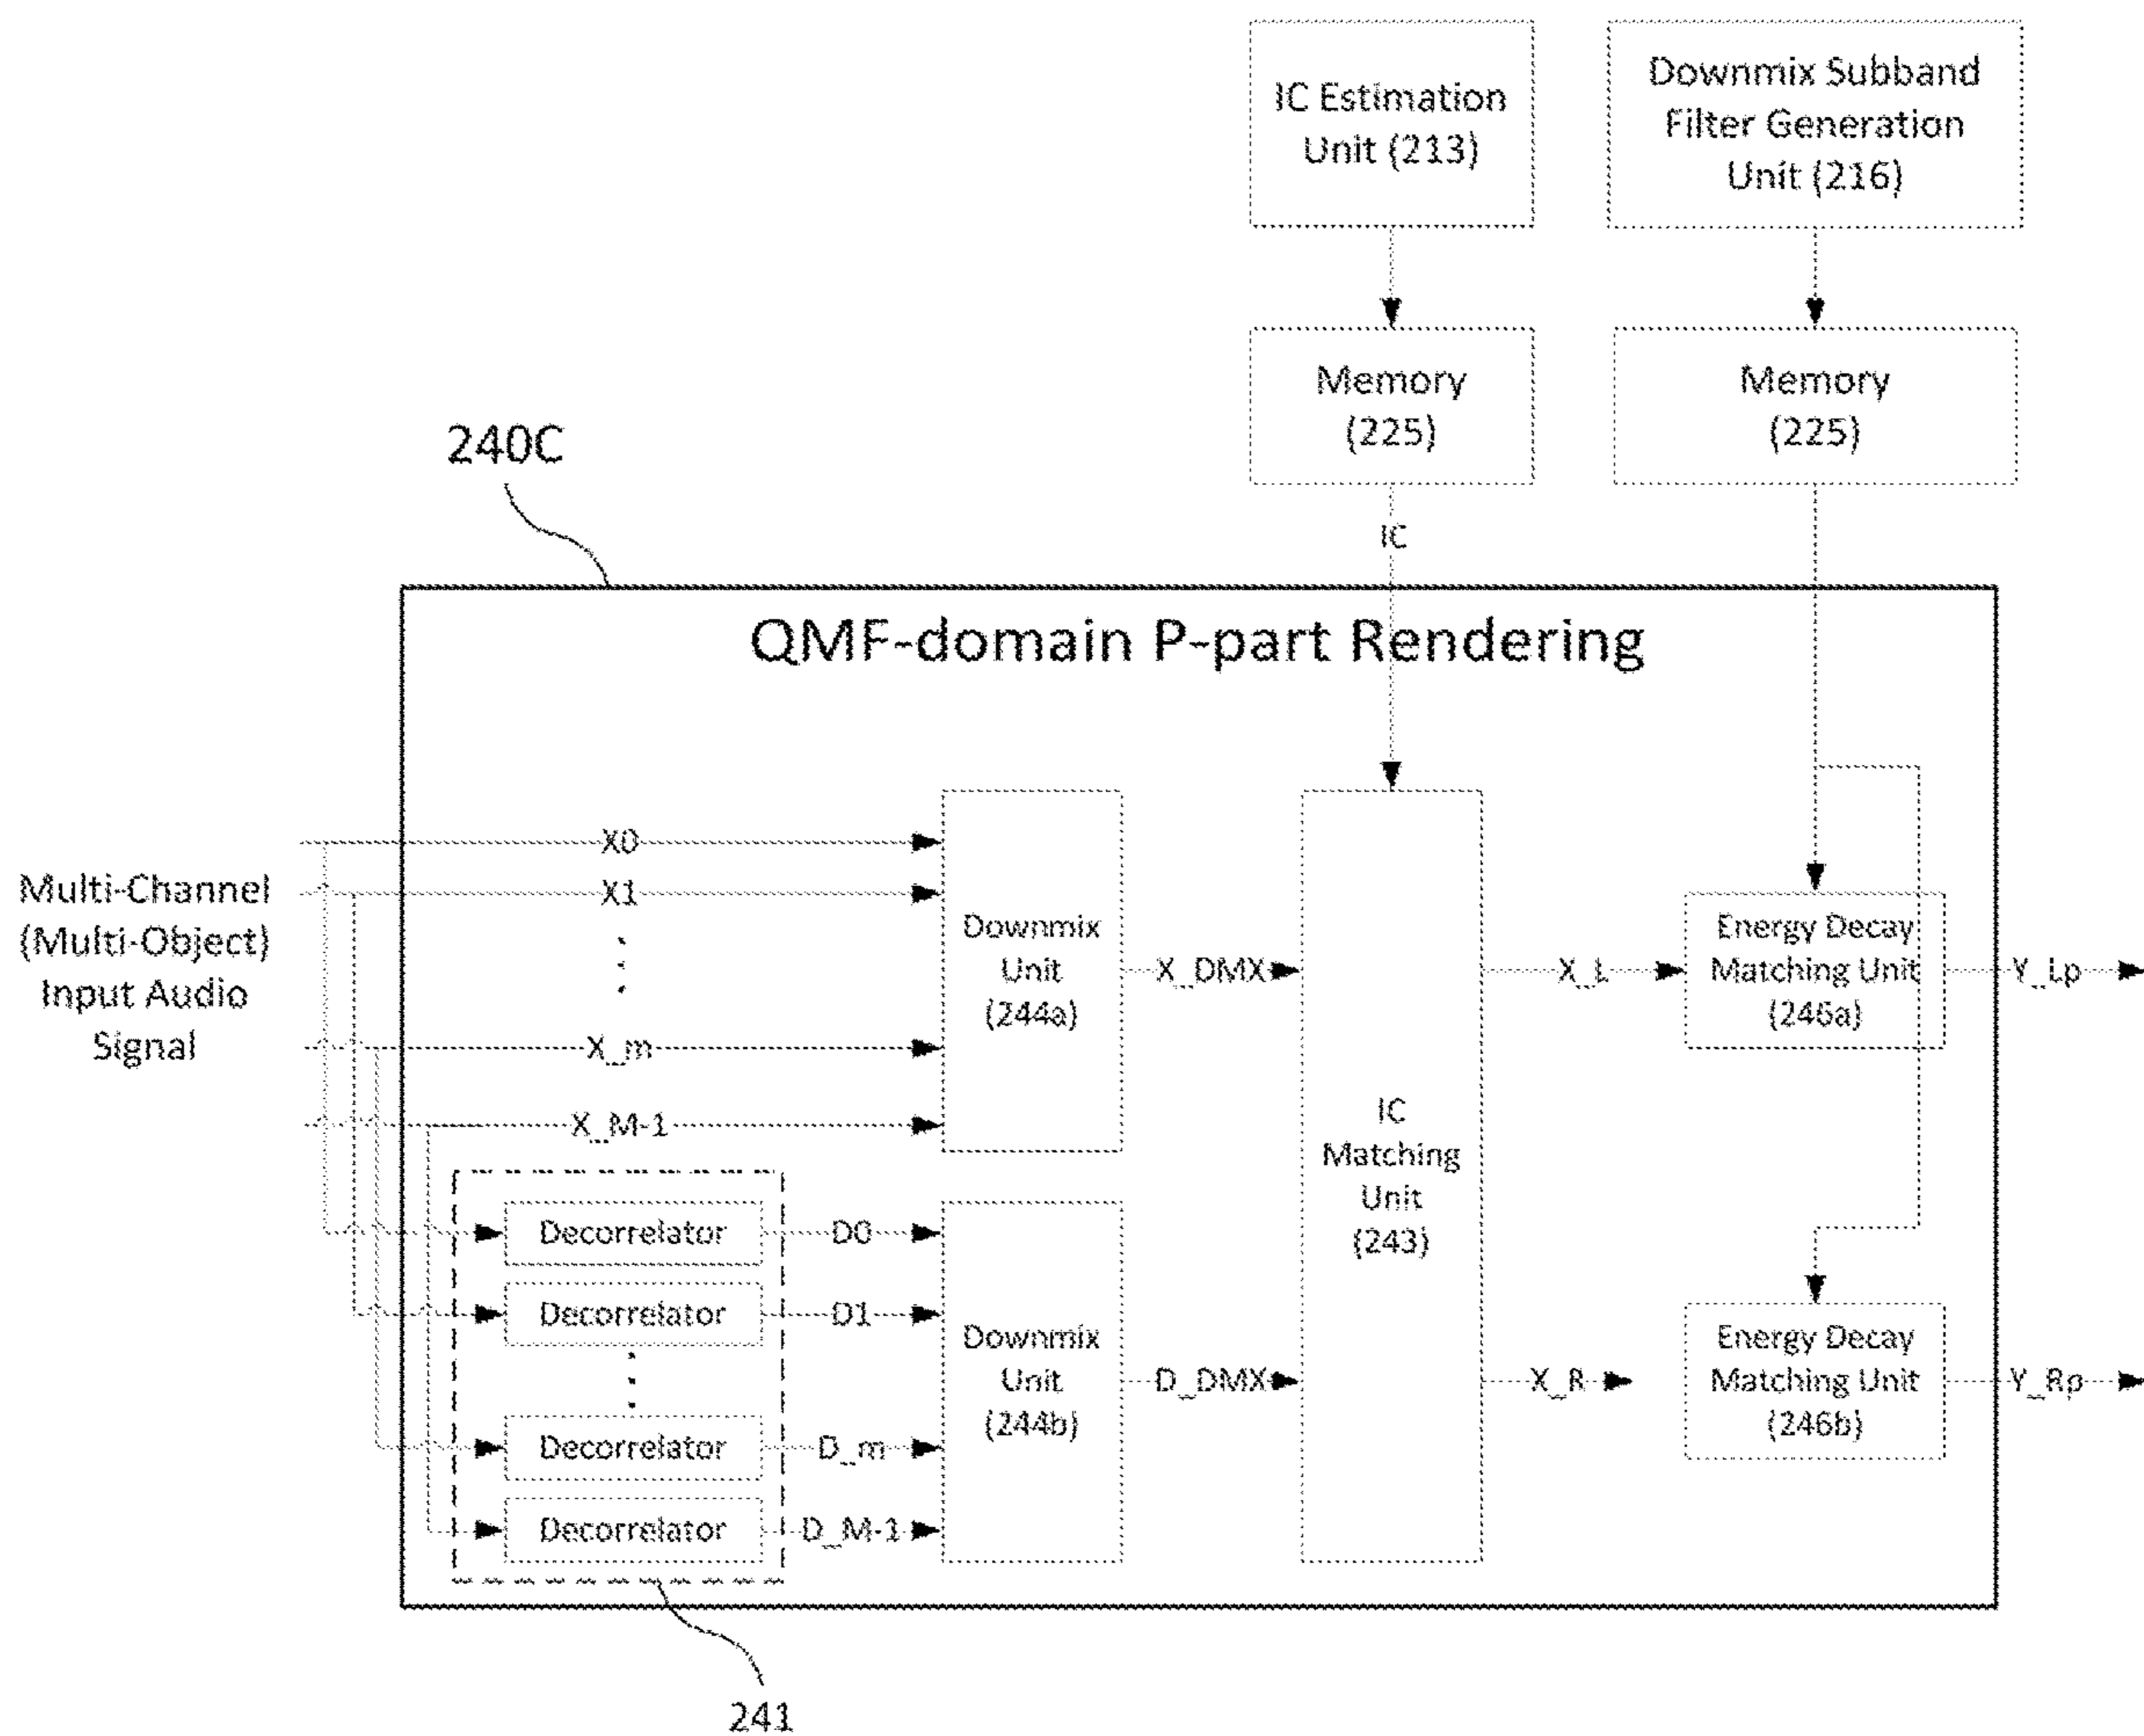 IC Estimation
Unit (213)
Downmix Subband
Filter Generation
Unit (216)
Memory
(225)
Memory
(225)
240C
IC
QMF-domain P-part Rendering
Multi-Channel
(Multi-Object)
Input Audio
Signal
X0
X1
X_m
X_M-1
Downmix
Unit
(244a)
X_DMX
IC
Matching
Unit
(243)
X_L
Energy Decay
Matching Unit
(246a)
Y_Lp
Decorrelator
D0
Decorrelator
D1
Decorrelator
D_m
Decorrelator
D_M-1
Downmix
Unit
(244b)
D_DMX
X_R
Energy Decay
Matching Unit
(246b)
Y_Rp
241